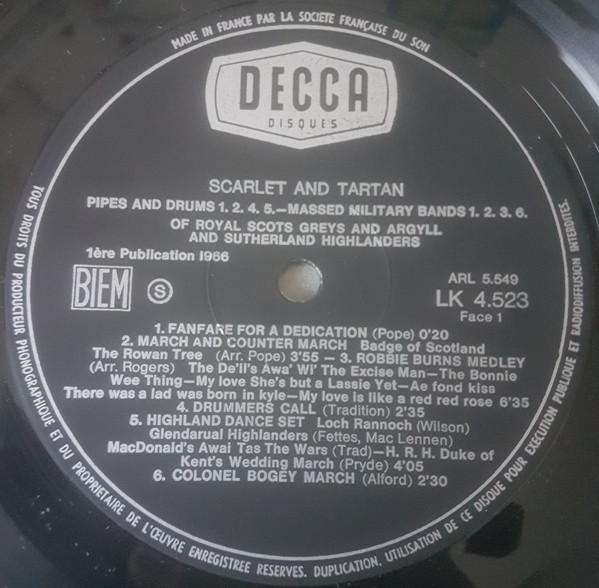 MADE IN FRANCE PAR LA SOCIETE FRANÇAISE DU SON
DECCA
DISQUES
SCARLET AND TARTAN
PIPES AND DRUMS 1. 2. 4. 5.—MASSED MILITARY BANDS 1. 2. 3. 6.
OF ROYAL SCOTS GREYS AND ARGYLL
AND SUTHERLAND HIGHLANDERS
1ère Publication 1966
BIEM
S
ARL 5.549
LK 4.523
Face 1
1. FANFARE FOR A DEDICATION (Pope) 0'20
2. MARCH AND COUNTER MARCH Badge of Scotland
The Rowan Tree (Arr. Pope) 3'55 — 3. ROBBIE BURNS MEDLEY
(Arr. Rogers) The De'il's Awa' Wi' The Excise Man—The Bonnie
Wee Thing—My love She's but a Lassie Yet—Ae fond kiss
There was a lad was born in kyle—My love is like a red red rose 6'35
4. DRUMMERS CALL (Tradition) 2'35
5. HIGHLAND DANCE SET Loch Rannoch (Wilson)
Glendarual Highlanders (Fettes, Mac Lennen)
MacDonald's Awai Tas The Wars (Trad)—H. R. H. Duke of
Kent's Wedding March (Pryde) 4'05
6. COLONEL BOGEY MARCH (Alford) 2'30
TOUS DROITS DU PRODUCTEUR PHONOGRAPHIQUE ET DU PROPRIETAIRE DE L'ŒUVRE ENREGISTREE RESERVES. DUPLICATION, UTILISATION DE CE DISQUE POUR EXECUTION PUBLIQUE ET RADIODIFFUSION INTERDITES.